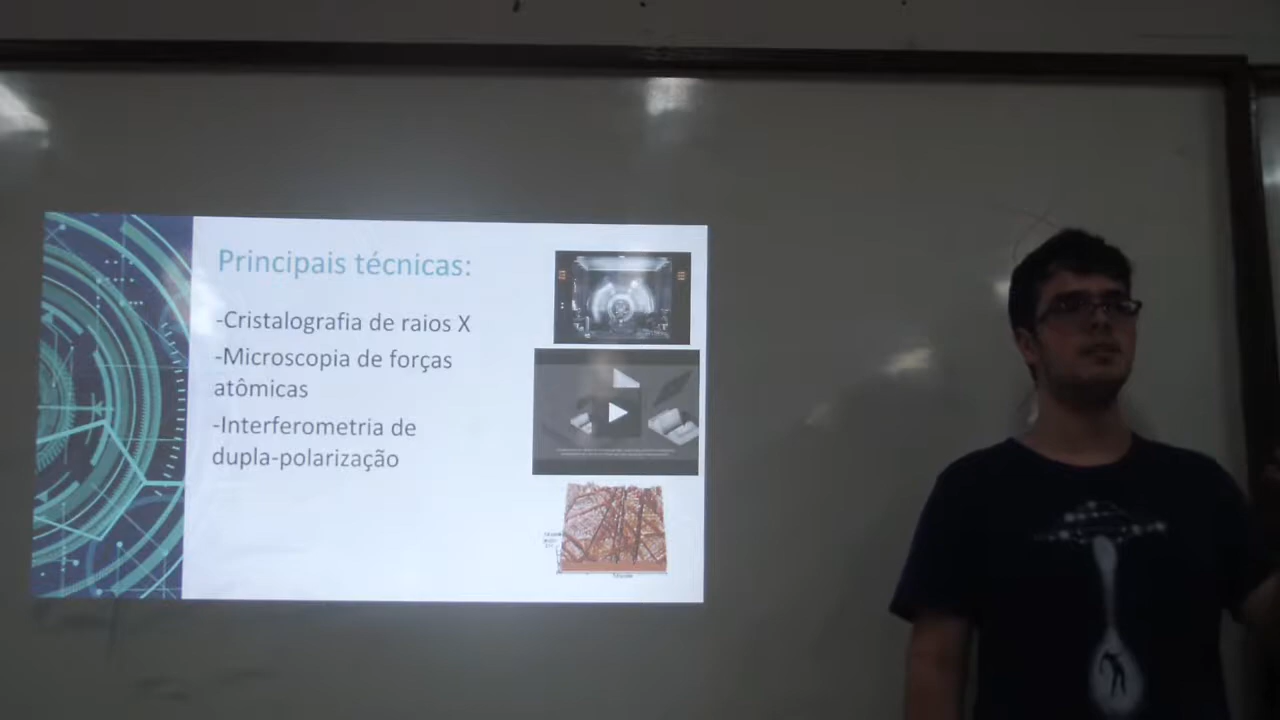 Principais técnicas:
-Cristalografia de raios X
-Microscopia de forças
atômicas
-Interferometria de
dupla-polarização